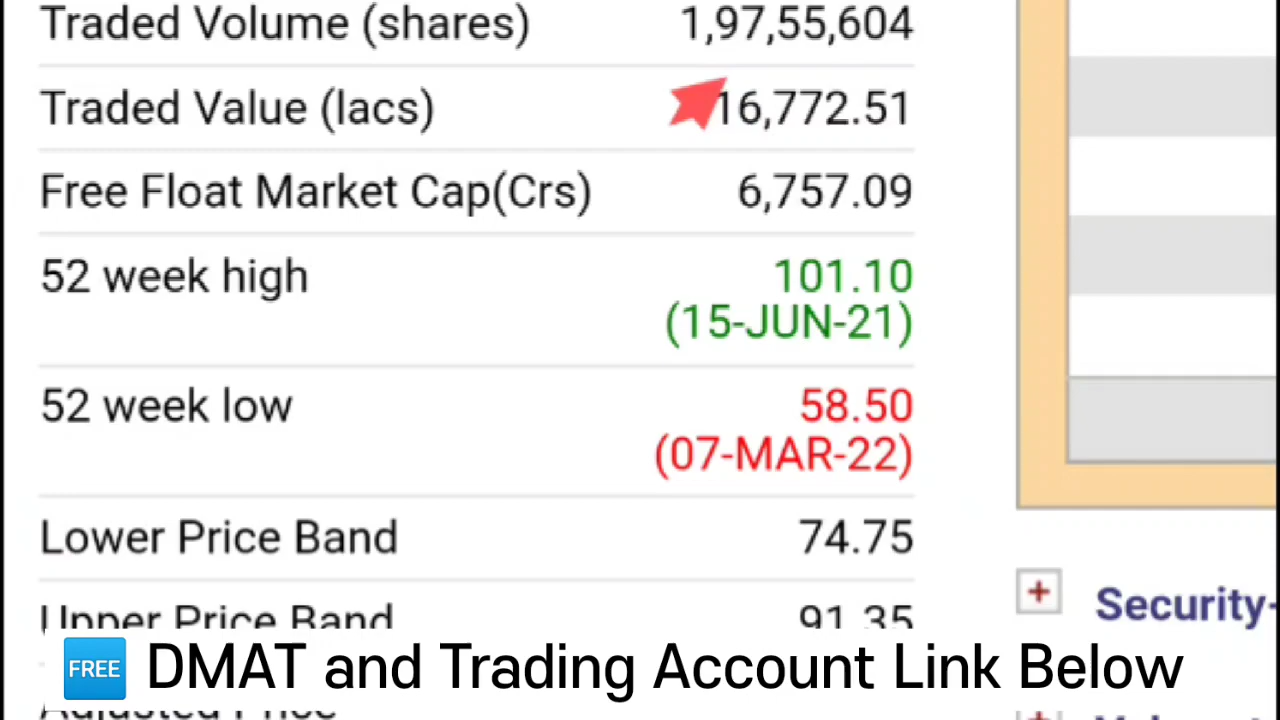 Traded Volume (shares) 1,97,55,604
Traded Value (lacs) 16,772.51
Free Float Market Cap(Crs) 6,757.09
52 week high 101.10
(15-JUN-21)
52 week low 58.50
(07-MAR-22)
Lower Price Band 74.75
Upper Price Band 91.35
Security-
FREE DMAT and Trading Account Link Below
Adjusted Price